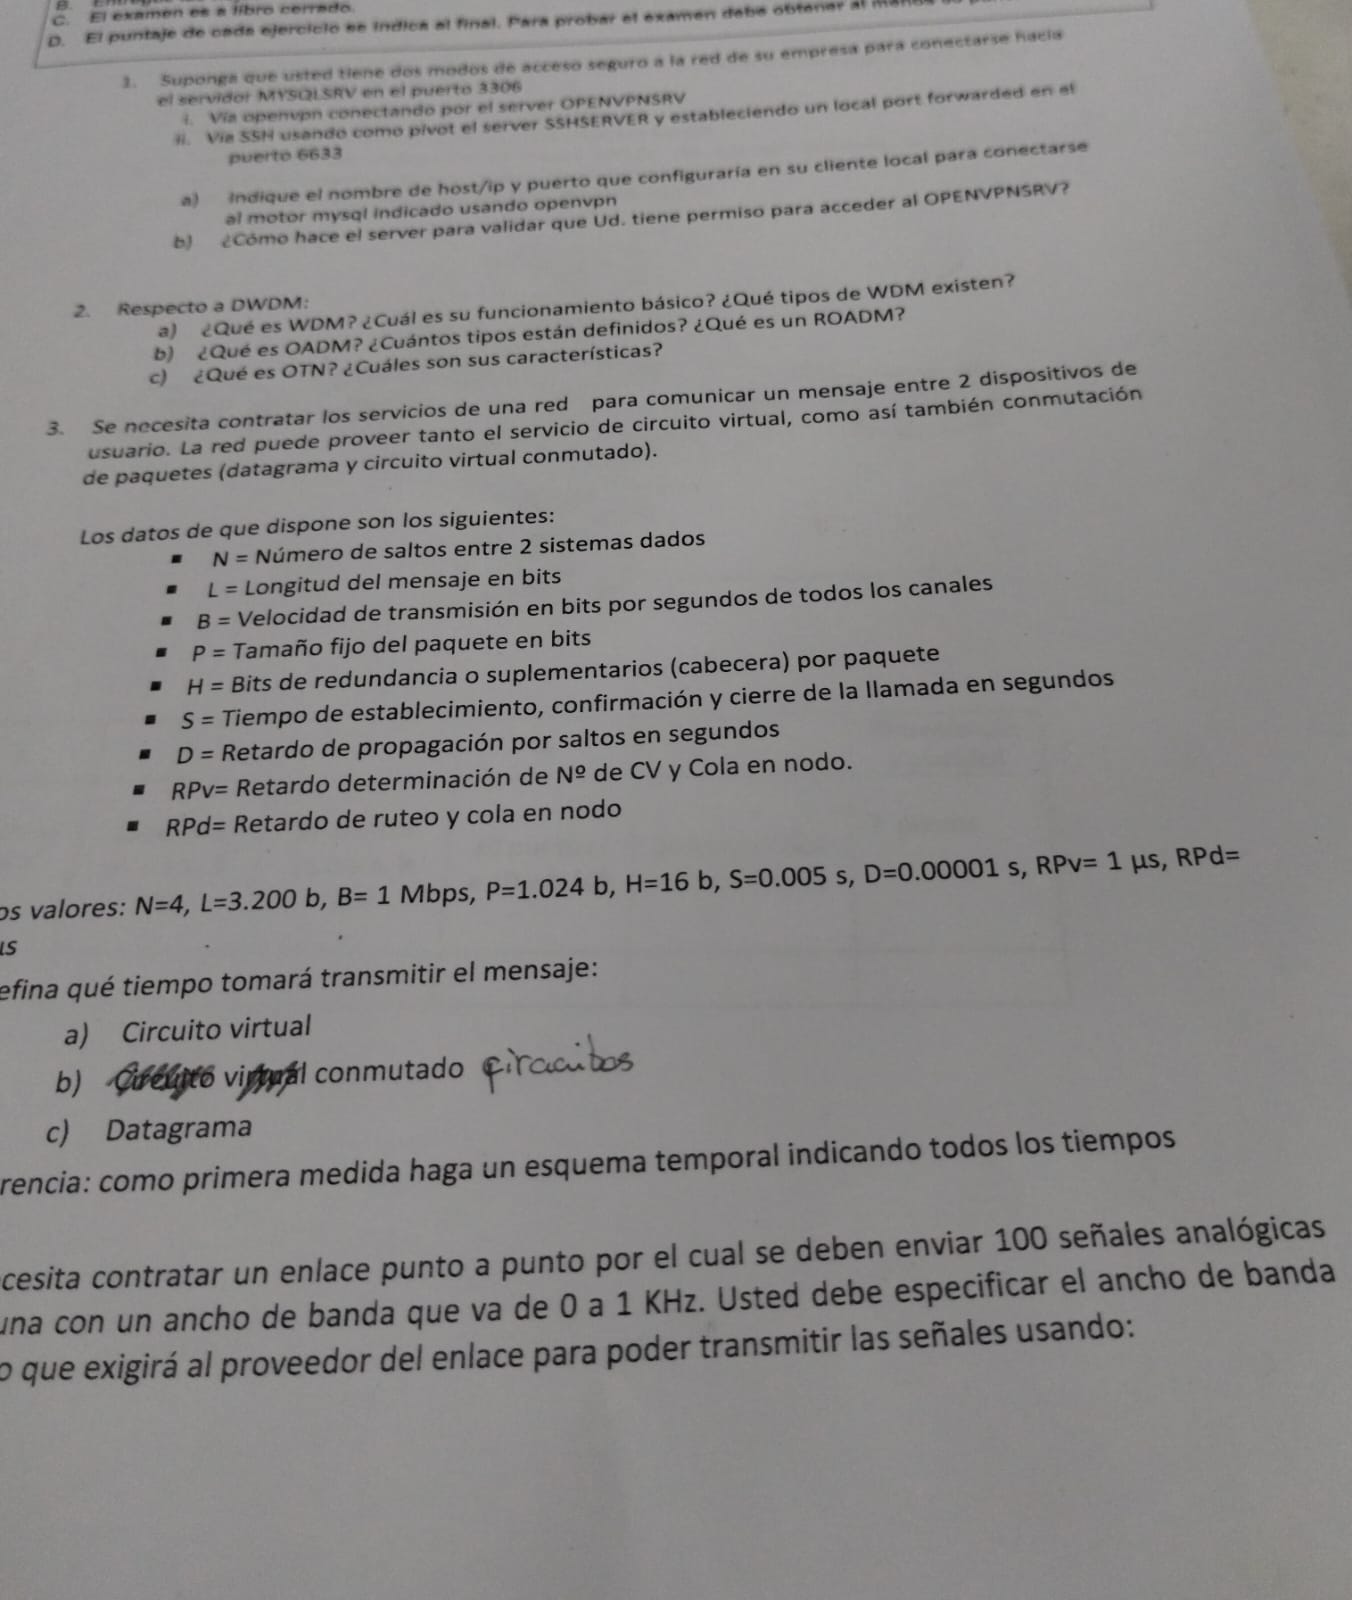 C. El examen es a libro cerrado.
D. El puntaje de cada ejercicio se indica al final. Para probar el examen debe obtener al menos
1. Suponga que usted tiene dos modos de acceso seguro a la red de su empresa para conectarse hacia
el servidor MYSQLSRV en el puerto 3306
i. Vía openvpn conectando por el server OPENVPNSRV
ii. Vía SSH usando como pivot el server SSHSERVER y estableciendo un local port forwarded en el
puerto 6633
a) Indique el nombre de host/ip y puerto que configuraría en su cliente local para conectarse
al motor mysql indicado usando openvpn
b) ¿Cómo hace el server para validar que Ud. tiene permiso para acceder al OPENVPNSRV?
2. Respecto a DWDM:
a) ¿Qué es WDM? ¿Cuál es su funcionamiento básico? ¿Qué tipos de WDM existen?
b) ¿Qué es OADM? ¿Cuántos tipos están definidos? ¿Qué es un ROADM?
c) ¿Qué es OTN? ¿Cuáles son sus características?
3. Se necesita contratar los servicios de una red para comunicar un mensaje entre 2 dispositivos de
usuario. La red puede proveer tanto el servicio de circuito virtual, como así también conmutación
de paquetes (datagrama y circuito virtual conmutado).
Los datos de que dispone son los siguientes:
▪ N = Número de saltos entre 2 sistemas dados
▪ L = Longitud del mensaje en bits
▪ B = Velocidad de transmisión en bits por segundos de todos los canales
▪ P = Tamaño fijo del paquete en bits
▪ H = Bits de redundancia o suplementarios (cabecera) por paquete
▪ S = Tiempo de establecimiento, confirmación y cierre de la llamada en segundos
▪ D = Retardo de propagación por saltos en segundos
▪ RPv= Retardo determinación de Nº de CV y Cola en nodo.
▪ RPd= Retardo de ruteo y cola en nodo
os valores: N=4, L=3.200 b, B= 1 Mbps, P=1.024 b, H=16 b, S=0.005 s, D=0.00001 s, RPv= 1 µs, RPd=
µs
efina qué tiempo tomará transmitir el mensaje:
a) Circuito virtual
b) Circuito virtual conmutado circuitos
c) Datagrama
rencia: como primera medida haga un esquema temporal indicando todos los tiempos
cesita contratar un enlace punto a punto por el cual se deben enviar 100 señales analógicas
una con un ancho de banda que va de 0 a 1 KHz. Usted debe especificar el ancho de banda
o que exigirá al proveedor del enlace para poder transmitir las señales usando: